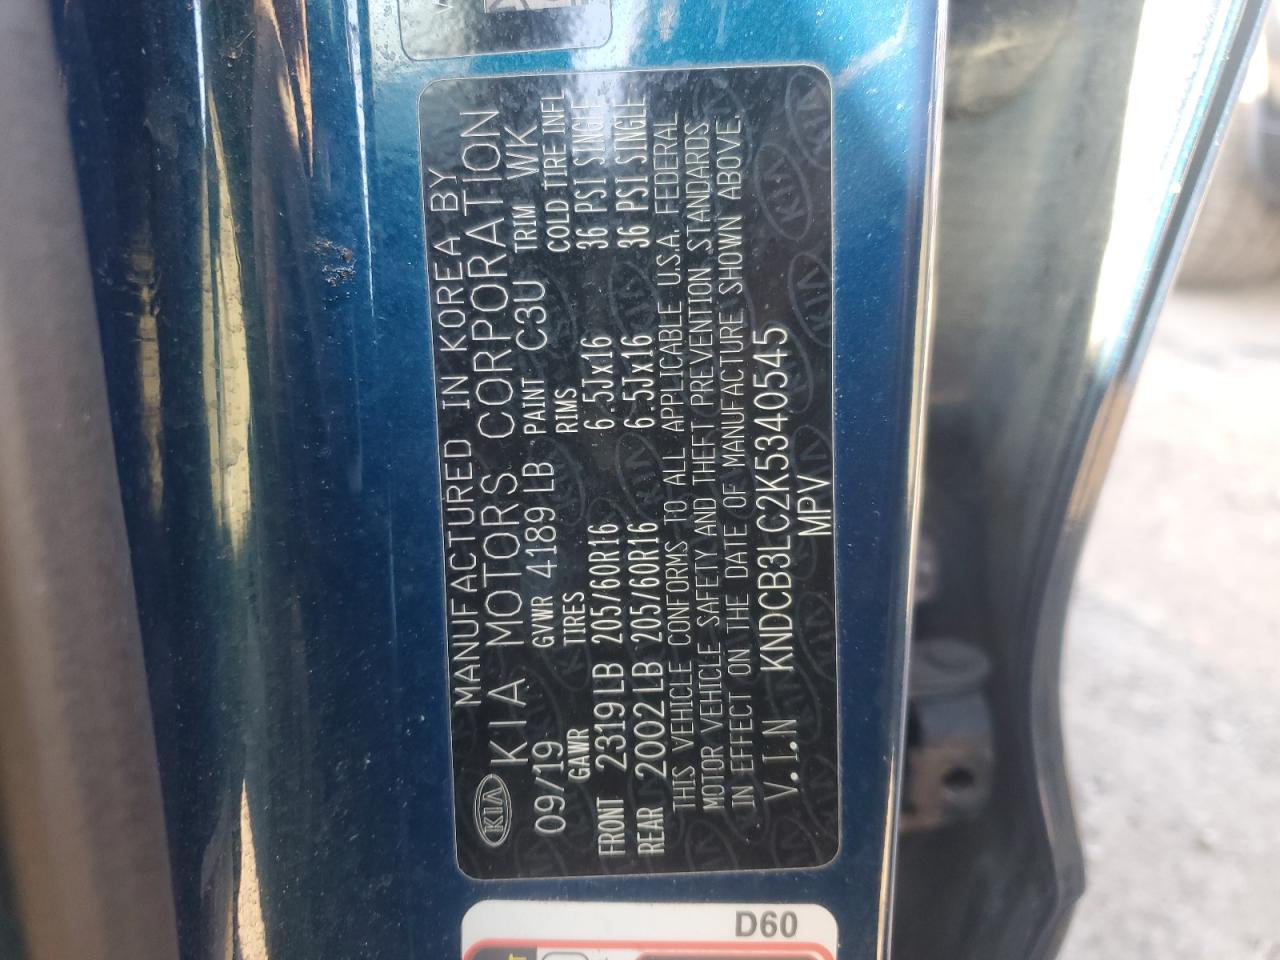 KIA
MANUFACTURED IN KOREA BY
KIA MOTORS CORPORATION
09/19 GVWR 4189LB PAINT C3U TRIM WK
GAWR TIRES RIMS COLD TIRE INFL
FRONT 2319LB 205/60R16 6.5Jx16 36 PSI SINGLE
REAR 2002LB 205/60R16 6.5Jx16 36 PSI SINGLE
THIS VEHICLE CONFORMS TO ALL APPLICABLE U.S.A. FEDERAL
MOTOR VEHICLE SAFETY AND THEFT PREVENTION STANDARDS
IN EFFECT ON THE DATE OF MANUFACTURE SHOWN ABOVE.
V.I.N KNDCB3LC2K5340545
MPV
D60